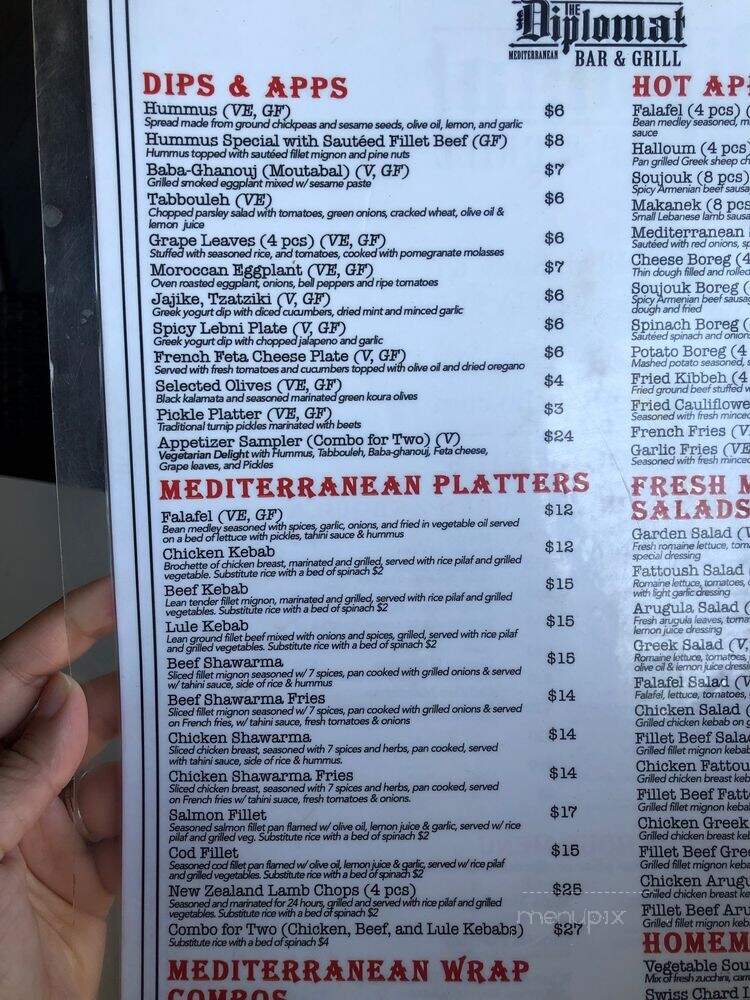 THE
Diplomat
MEDITERRANEAN BAR & GRILL
DIPS & APPS
Hummus (VE, GF) $6
Spread made from ground chickpeas and sesame seeds, olive oil, lemon, and garlic
Hummus Special with Sautéed Fillet Beef (GF) $8
Hummus topped with sautéed fillet mignon and pine nuts
Baba-Ghanouj (Moutabal) (V, GF) $7
Grilled smoked eggplant mixed w/ sesame paste
Tabbouleh (VE) $6
Chopped parsley salad with tomatoes, green onions, cracked wheat, olive oil &
lemon juice
Grape Leaves (4 pcs) (VE, GF) $6
Stuffed with seasoned rice, and tomatoes, cooked with pomegranate molasses
Moroccan Eggplant (VE, GF) $7
Oven roasted eggplant, onions, bell peppers and ripe tomatoes
Jajike, Tzatziki (V, GF) $6
Greek yogurt dip with diced cucumbers, dried mint and minced garlic
Spicy Lebni Plate (V, GF) $6
Greek yogurt dip with chopped jalapeno and garlic
French Feta Cheese Plate (V, GF) $6
Served with fresh tomatoes and cucumbers topped with olive oil and dried oregano
Selected Olives (VE, GF) $4
Black kalamata and seasoned marinated green koura olives
Pickle Platter (VE, GF) $3
Traditional turnip pickles marinated with beets
Appetizer Sampler (Combo for Two) (V) $24
Vegetarian Delight with Hummus, Tabbouleh, Baba-ghanouj, Feta cheese,
Grape leaves, and Pickles
MEDITERRANEAN PLATTERS
Falafel (VE, GF) $12
Bean medley seasoned with spices, garlic, onions, and fried in vegetable oil served
on a bed of lettuce with pickles, tahini sauce & hummus
Chicken Kebab $12
Brochette of chicken breast, marinated and grilled, served with rice pilaf and grilled
vegetable. Substitute rice with a bed of spinach $2
Beef Kebab $15
Lean tender fillet mignon, marinated and grilled, served with rice pilaf and grilled
vegetables. Substitute rice with a bed of spinach $2
Lule Kebab $15
Lean ground fillet beef mixed with onions and spices, grilled, served with rice pilaf
and grilled vegetables. Substitute rice with a bed of spinach $2
Beef Shawarma $15
Sliced fillet mignon seasoned w/ 7 spices, pan cooked with grilled onions & served
w/ tahini sauce, side of rice & hummus
Beef Shawarma Fries $14
Sliced fillet mignon seasoned w/ 7 spices, pan cooked with grilled onions & served
on French fries, w/ tahini sauce, fresh tomatoes & onions
Chicken Shawarma $14
Sliced chicken breast, seasoned with 7 spices and herbs, pan cooked, served
with tahini sauce, side of rice & hummus.
Chicken Shawarma Fries $14
Sliced chicken breast, seasoned with 7 spices and herbs, pan cooked, served
on French fries w/ tahini suace, fresh tomatoes & onions.
Salmon Fillet $17
Seasoned salmon fillet pan flamed w/ olive oil, lemon juice & garlic, served w/ rice
pilaf and grilled veg. Substitute rice with a bed of spinach $2
Cod Fillet $15
Seasoned cod fillet pan flamed w/ olive oil, lemon juice & garlic, served w/ rice pilaf
and grilled vegetables. Substitute rice with a bed of spinach $2
New Zealand Lamb Chops (4 pcs) $25
Seasoned and marinated for 24 hours, grilled and served with rice pilaf and grilled
vegetables. Substitute rice with a bed of spinach $2
Combo for Two (Chicken, Beef, and Lule Kebabs) $27
Substitute rice with a bed of spinach $4
MEDITERRANEAN WRAP
COMBOS
HOT AP
Falafel (4 pcs) (
Bean medley seasoned, m
sauce
Halloum (4 pcs)
Pan grilled Greek sheep ch
Soujouk (8 pcs)
Spicy Armenian beef sausa
Makanek (8 pcs
Small Lebanese lamb sausa
Mediterranean
Sautéed with red onions, sp
Cheese Boreg (4
Thin dough filled and rolled
Soujouk Boreg (
Spicy Armenian beef sausag
dough and fried
Spinach Boreg (
Sautéed spinach and onion
Potato Boreg (4
Mashed potato seasoned, s
Fried Kibbeh (4
Fried ground beef stuffed w
Fried Cauliflowe
Seasoned with fresh minced
French Fries (V
Garlic Fries (VE
Seasoned with fresh minced
FRESH M
SALADS
Garden Salad (V
Fresh romaine lettuce, tom
special dressing
Fattoush Salad
Romaine lettuce, tomatoes,
with light garlic dressing
Arugula Salad (
Fresh arugula leaves, toma
lemon juice dressing
Greek Salad (V,
Romaine lettuce, tomatoes,
olive oil & lemon juice dress
Falafel Salad (V
Falafel, lettuce, tomatoes,
Chicken Salad (
Grilled chicken kebab on g
Fillet Beef Sala
Grilled fillet mignon kebab
Chicken Fattou
Grilled chicken breast keb
Fillet Beef Fatt
Grilled fillet mignon keba
Chicken Greek
Grilled chicken breast ke
Fillet Beef Gre
Grilled fillet mignon keba
Chicken Arugu
Grilled chicken breast ke
Fillet Beef Aru
Grilled fillet mignon keb
HOMEM
Vegetable Sou
Mix of fresh zucchini, carr
Swiss Chard L
menupix